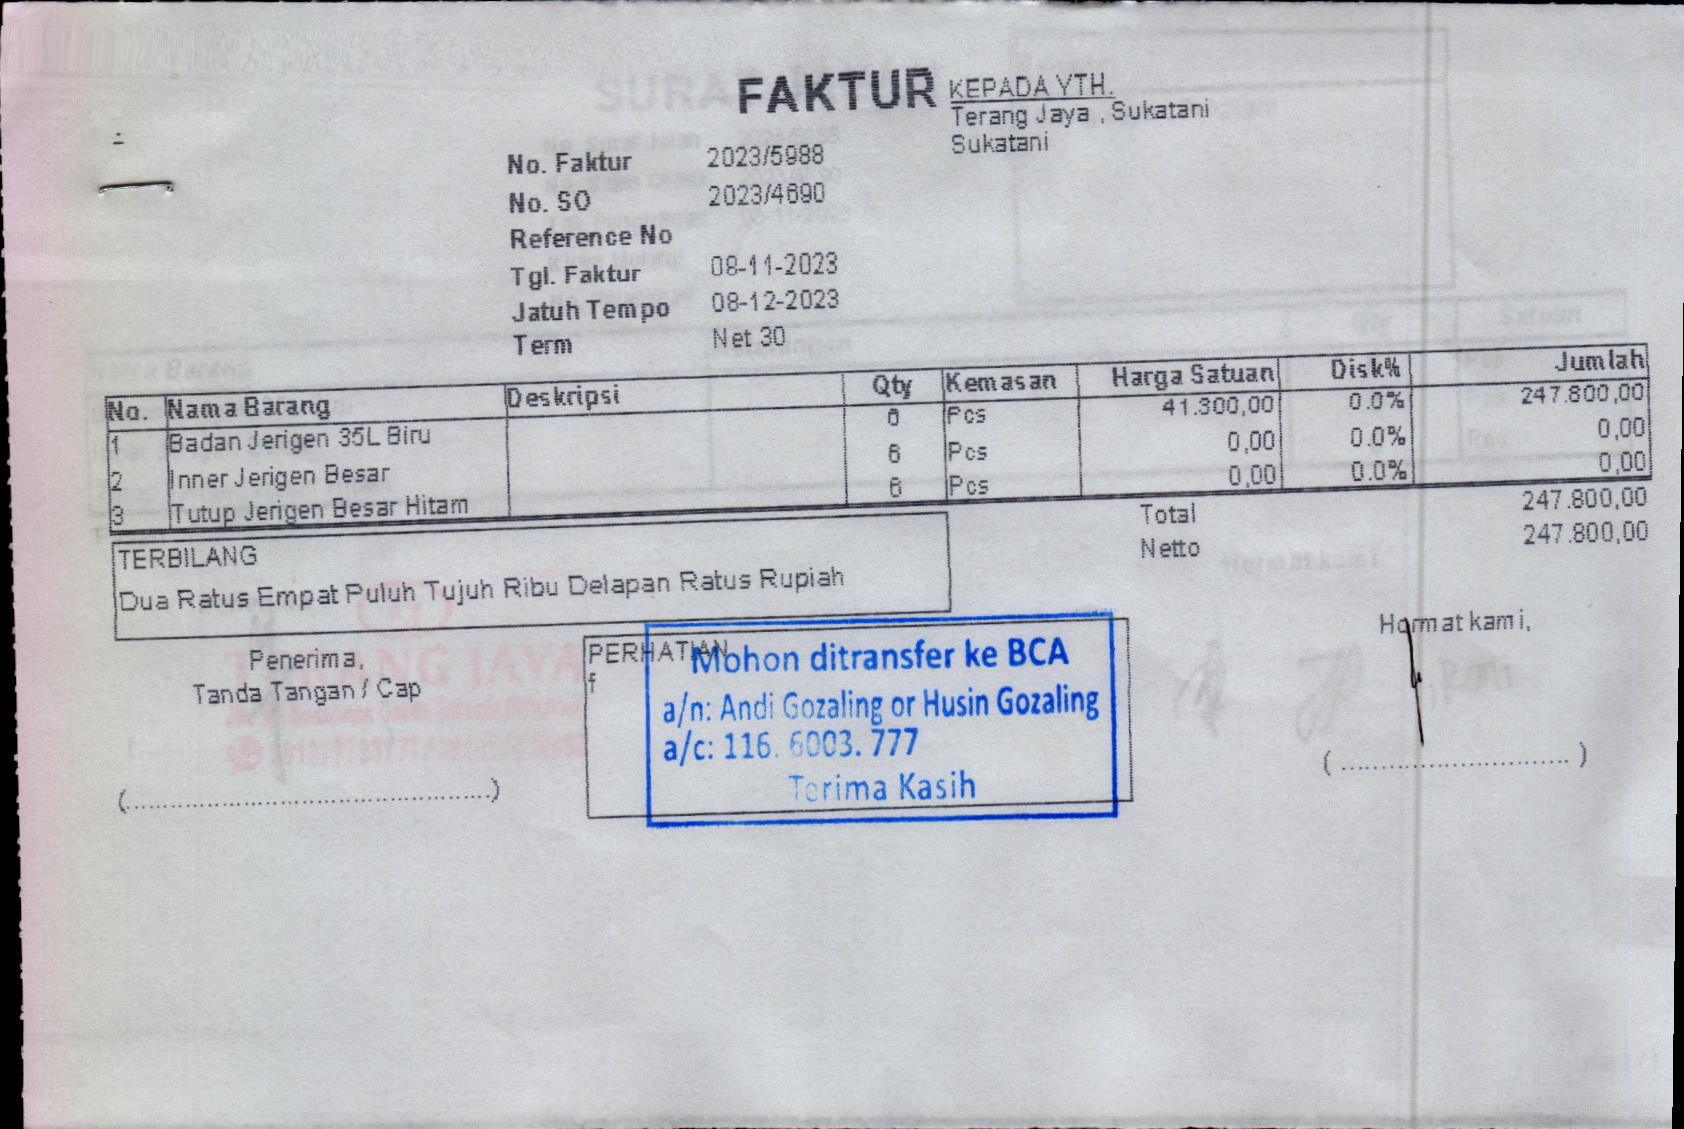 FAKTUR
KEPADA YTH.
Terang Jaya , Sukatani
Sukatani
No. Faktur 2023/5988
No. SO 2023/4690
Reference No
Tgl. Faktur 08-11-2023
Jatuh Tempo 08-12-2023
Term Net 30
No. Nama Barang Deskripsi Qty Kemasan Harga Satuan Disk% Jumlah
1 Badan Jerigen 35L Biru 6 Pcs 41.300,00 0.0% 247.800,00
2 Inner Jerigen Besar 6 Pcs 0,00 0.0% 0,00
3 Tutup Jerigen Besar Hitam 6 Pcs 0,00 0.0% 0,00
Total 247.800,00
Netto 247.800,00
TERBILANG
Dua Ratus Empat Puluh Tujuh Ribu Delapan Ratus Rupiah
Penerima,
Tanda Tangan / Cap
(................................................)
PERHATIAN
f
Mohon ditransfer ke BCA
a/n: Andi Gozaling or Husin Gozaling
a/c: 116. 6003. 777
Terima Kasih
Hormat kami,
( .............................. )